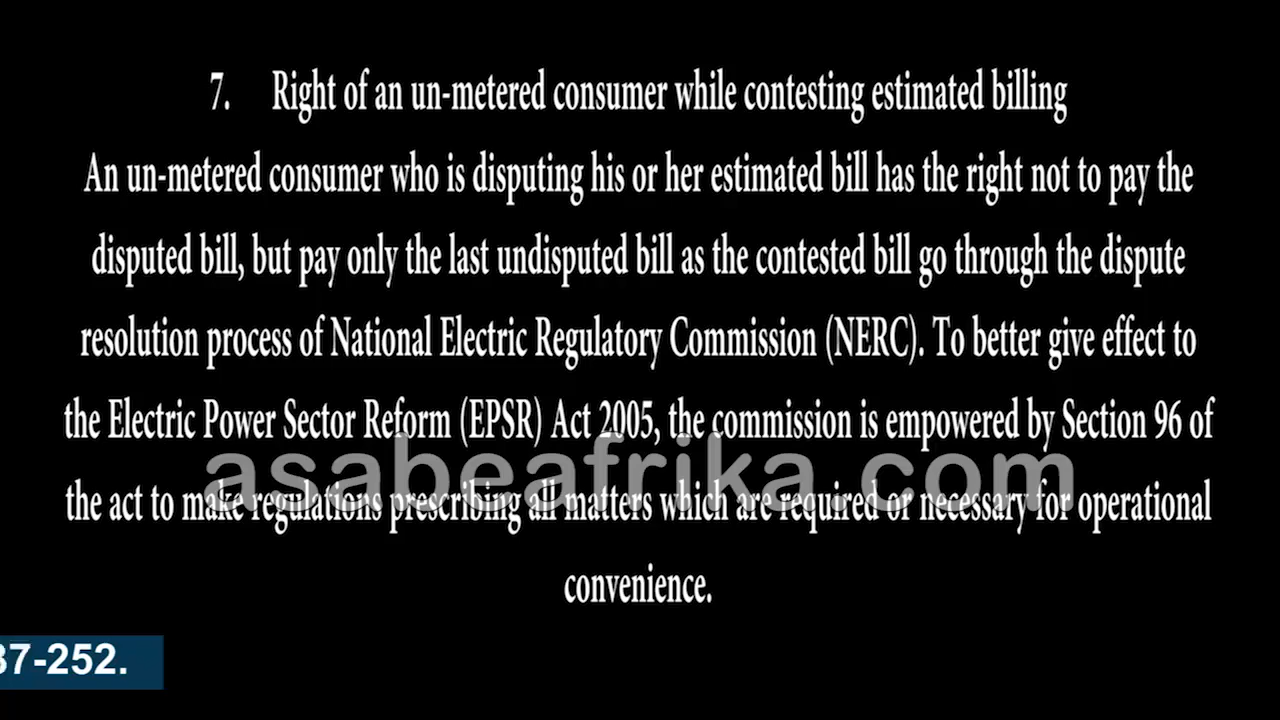 7. Right of an un-metered consumer while contesting estimated billing
An un-metered consumer who is disputing his or her estimated bill has the right not to pay the
disputed bill, but pay only the last undisputed bill as the contested bill go through the dispute
resolution process of National Electric Regulatory Commission (NERC). To better give effect to
the Electric Power Sector Reform (EPSR) Act 2005, the commission is empowered by Section 96 of
asabeafrika.com
the act to make regulations prescribing all matters which are required or necessary for operational
convenience.
37-252.